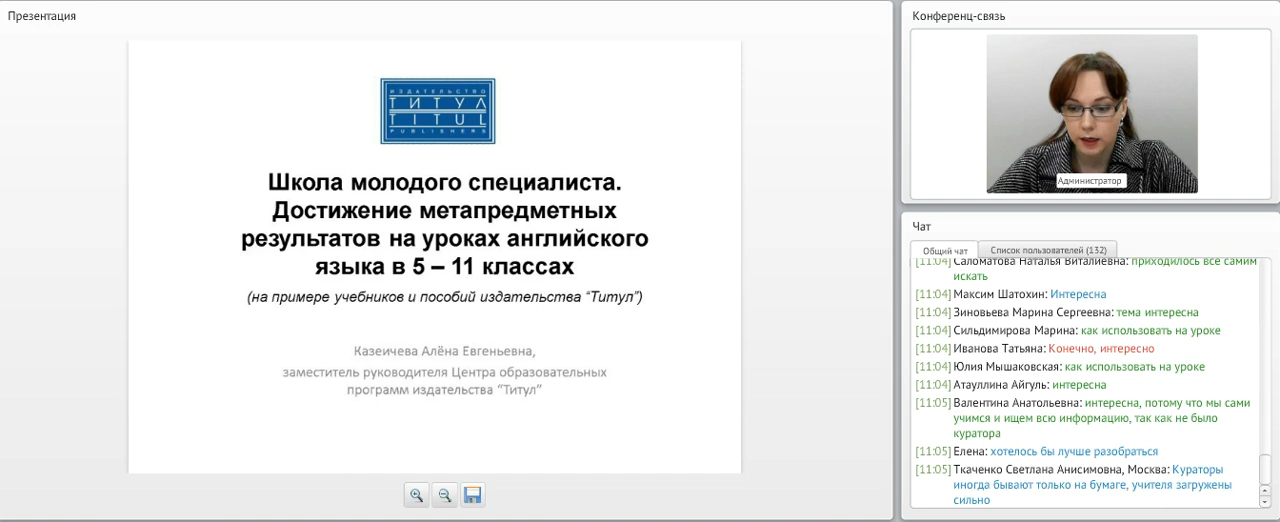 Презентация
ИЗДАТЕЛЬСТВО
ТИТУЛ
TITUL
PUBLISHERS
Школа молодого специалиста.
Достижение метапредметных
результатов на уроках английского
языка в 5 – 11 классах
(на примере учебников и пособий издательства “Титул”)
Казеичева Алёна Евгеньевна,
заместитель руководителя Центра образовательных
программ издательства “Титул”
Конференц-связь
Администратор
Чат
Общий чат
Список пользователей (132)
[11:04] Саломатова Наталья Виталиевна: приходилось все самим
искать
[11:04] Максим Шатохин: Интересна
[11:04] Зиновьева Марина Сергеевна: тема интересна
[11:04] Сильдимирова Марина: как использовать на уроке
[11:04] Иванова Татьяна: Конечно, интересно
[11:04] Юлия Мышаковская: как использовать на уроке
[11:04] Атауллина Айгуль: интересна
[11:05] Валентина Анатольевна: интересна, потому что мы сами
учимся и ищем всю информацию, так как не было
куратора
[11:05] Елена: хотелось бы лучше разобраться
[11:05] Ткаченко Светлана Анисимовна, Москва: Кураторы
иногда бывают только на бумаге, учителя загружены
сильно